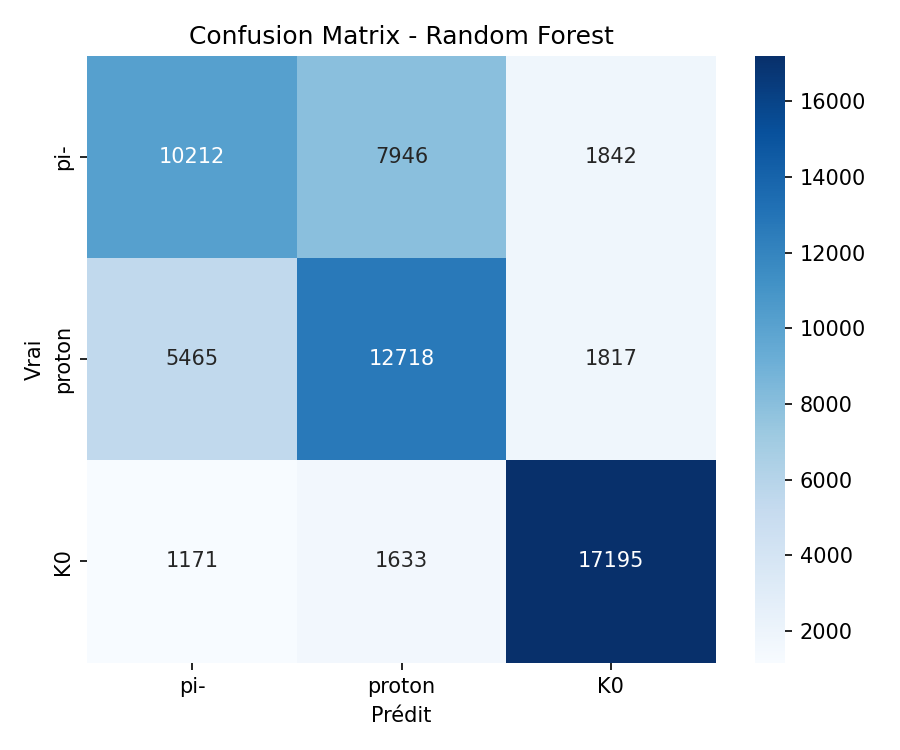 Confusion Matrix - Random Forest
pi-
10212
7946
1842
proton
5465
12718
1817
K0
1171
1633
17195
Vrai
pi-
proton
K0
Prédit
16000
14000
12000
10000
8000
6000
4000
2000